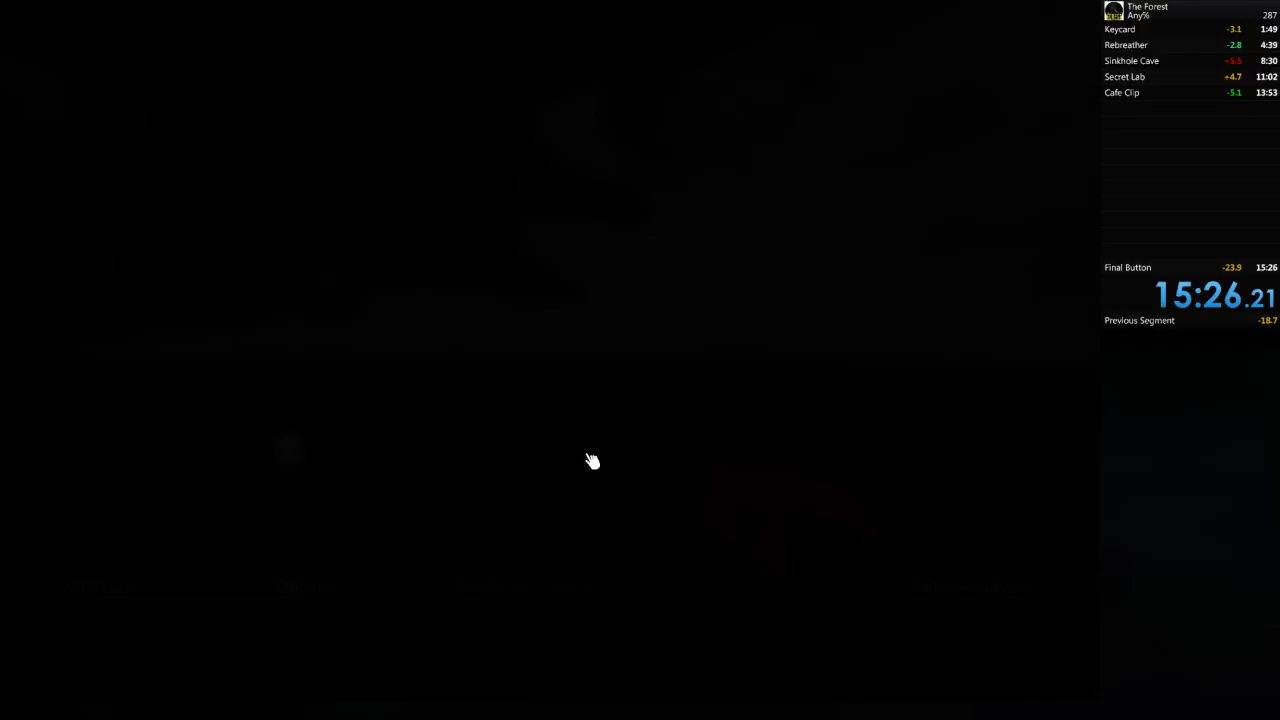 The Forest
Any% 287
Keycard -3.1 1:49
Rebreather -2.8 4:39
Sinkhole Cave +5.5 8:30
Secret Lab +4.7 11:02
Cafe Clip -5.1 13:53
Final Button -23.9 15:26
15:26.21
Previous Segment -18.7